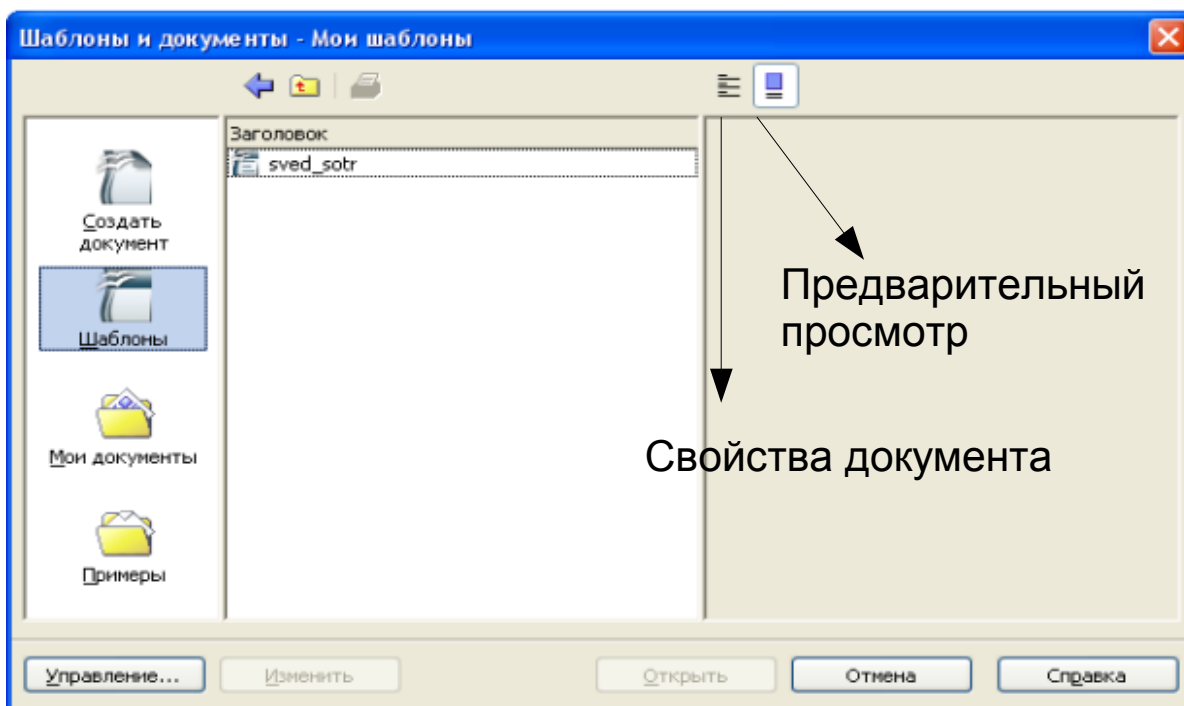 Шаблоны и документы - Мои шаблоны
Заголовок
sved_sotr
Создать
документ
Шаблоны
Мои документы
Примеры
Предварительный
просмотр
Свойства документа
Управление...
Изменить
Открыть
Отмена
Справка